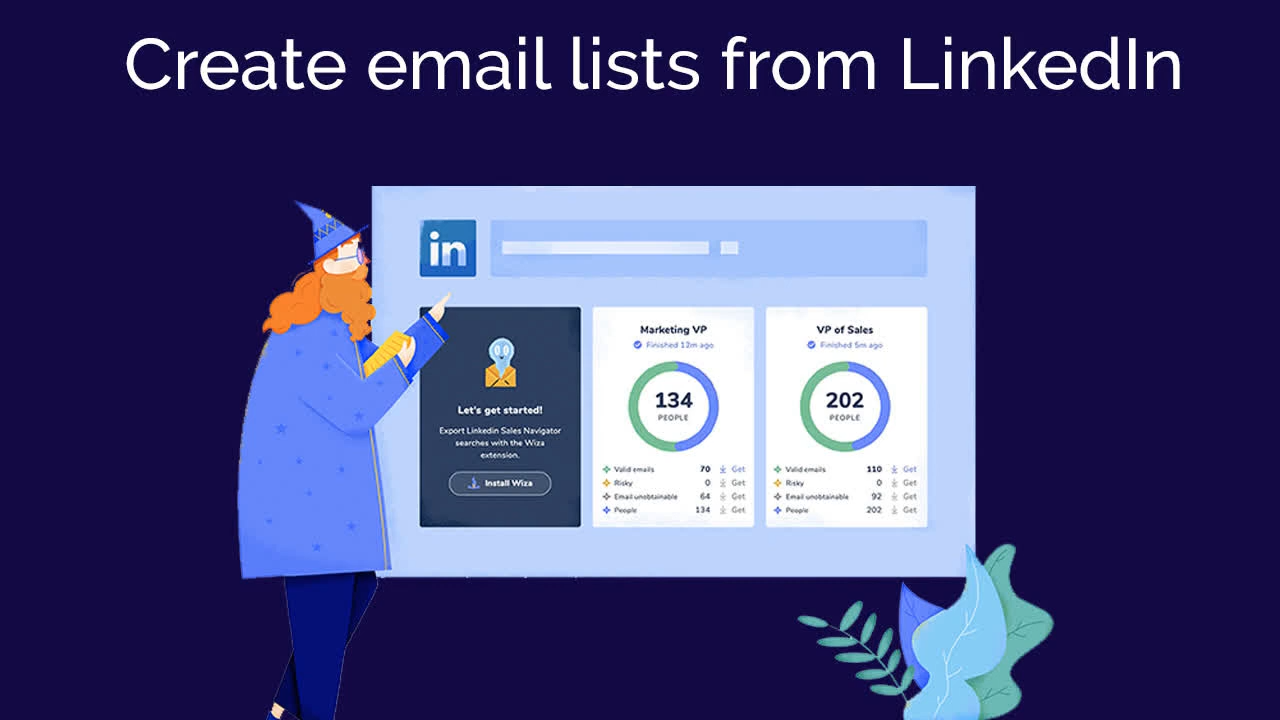 Create email lists from LinkedIn
in
Let's get started!
Export Linkedin Sales Navigator
searches with the Wiza
extension.
Install Wiza
Marketing VP
Finished 12m ago
134
PEOPLE
Valid emails 70 Get
Risky 0 Get
Email unobtainable 64 Get
People 134 Get
VP of Sales
Finished 5m ago
202
PEOPLE
Valid emails 110 Get
Risky 0 Get
Email unobtainable 92 Get
People 202 Get